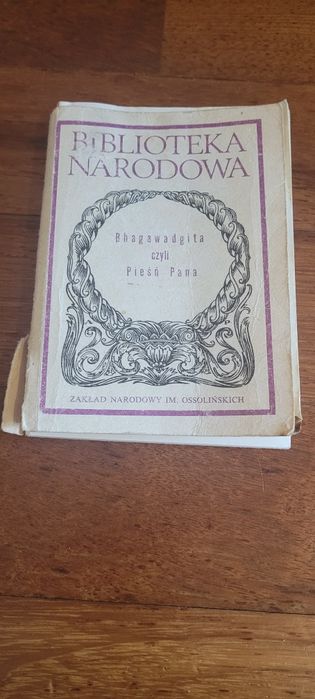 BIBLIOTEKA
NARODOWA
Bhagawadgita
czyli
Pieśń Pana
ZAKŁAD NARODOWY IM. OSSOLIŃSKICH